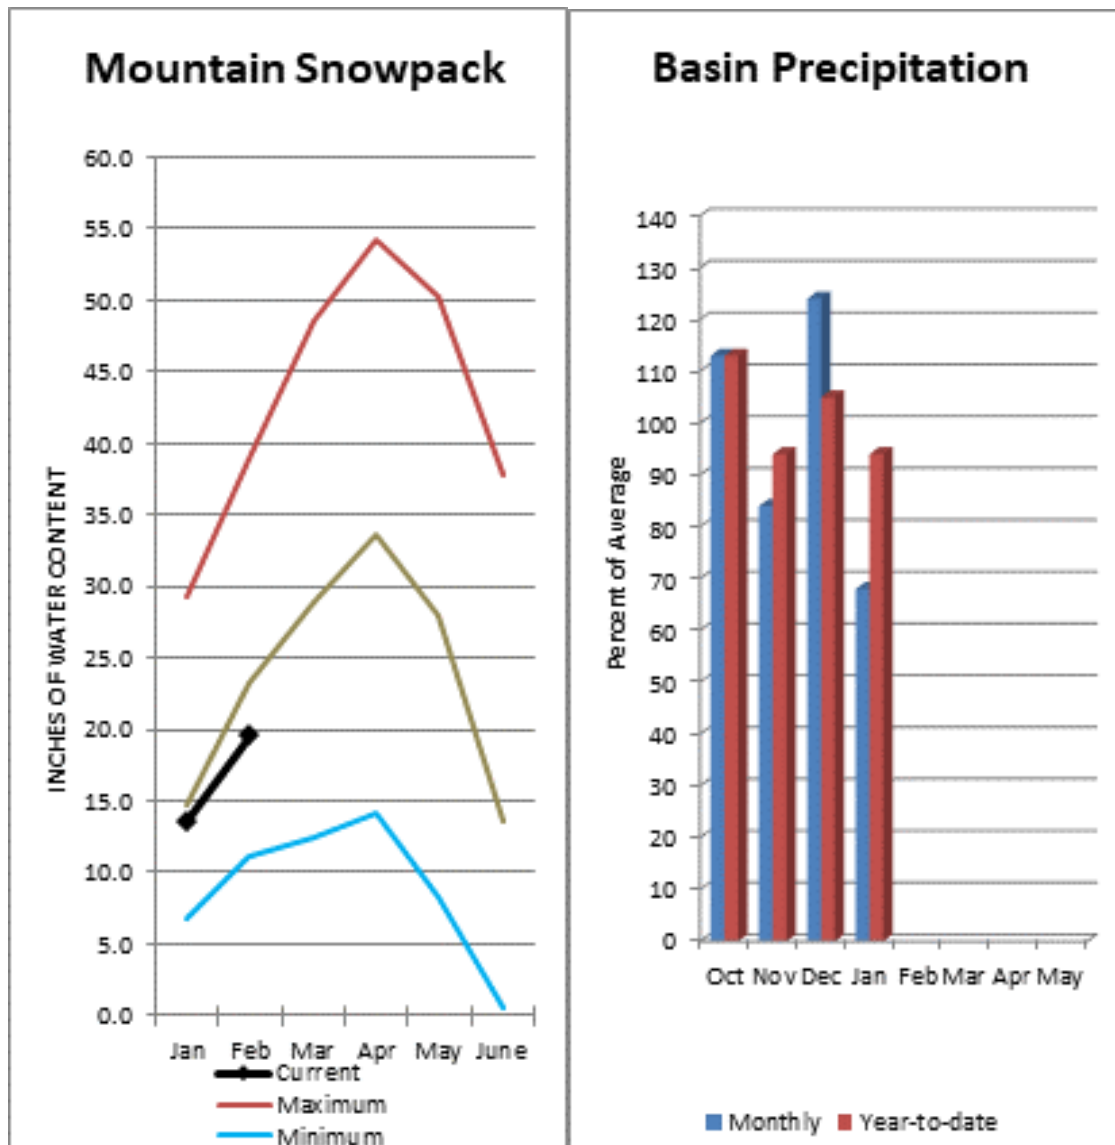 Mountain Snowpack
INCHES OF WATER CONTENT
60.0
55.0
50.0
45.0
40.0
35.0
30.0
25.0
20.0
15.0
10.0
5.0
0.0
Jan Feb Mar Apr May June
Current
Maximum
Minimum
Basin Precipitation
Percent of Average
140
130
120
110
100
90
80
70
60
50
40
30
20
10
0
Oct Nov Dec Jan Feb Mar Apr May
Monthly Year-to-date